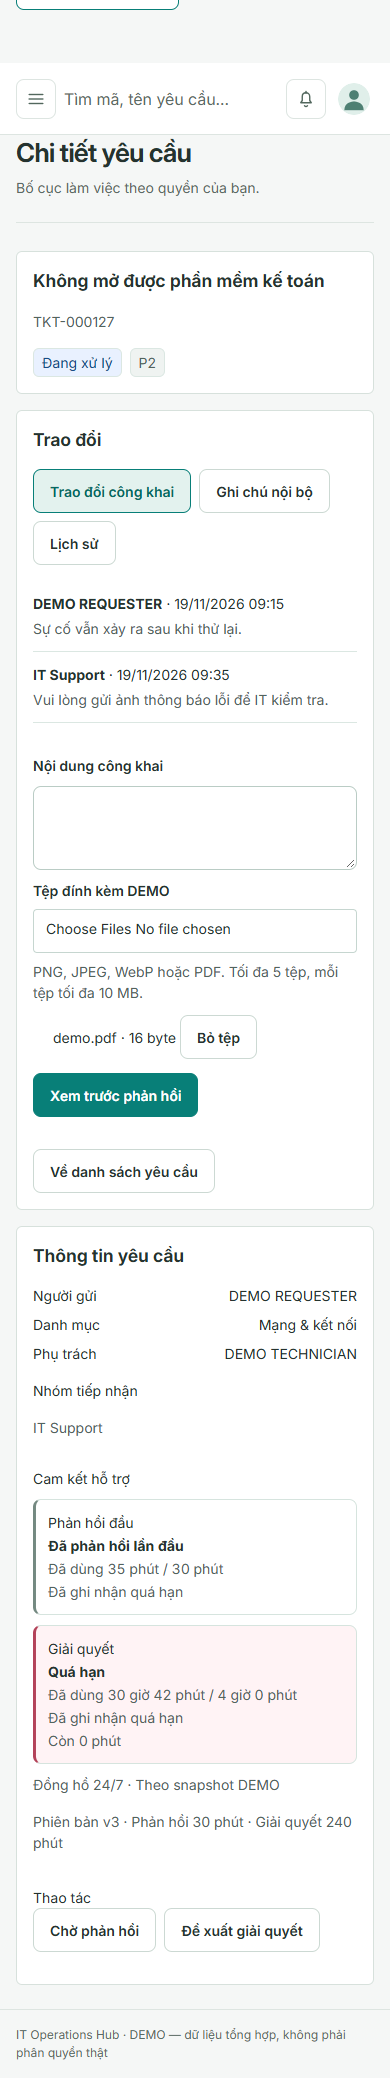 Tìm mã, tên yêu cầu...
Chi tiết yêu cầu
Bố cục làm việc theo quyền của bạn.
Không mở được phần mềm kế toán
TKT-000127
Đang xử lý
P2
Trao đổi
Trao đổi công khai
Ghi chú nội bộ
Lịch sử
DEMO REQUESTER · 19/11/2026 09:15
Sự cố vẫn xảy ra sau khi thử lại.
IT Support · 19/11/2026 09:35
Vui lòng gửi ảnh thông báo lỗi để IT kiểm tra.
Nội dung công khai
Tệp đính kèm DEMO
Choose Files No file chosen
PNG, JPEG, WebP hoặc PDF. Tối đa 5 tệp, mỗi
tệp tối đa 10 MB.
demo.pdf · 16 byte
Bỏ tệp
Xem trước phản hồi
Về danh sách yêu cầu
Thông tin yêu cầu
Người gửi DEMO REQUESTER
Danh mục Mạng & kết nối
Phụ trách DEMO TECHNICIAN
Nhóm tiếp nhận
IT Support
Cam kết hỗ trợ
Phản hồi đầu
Đã phản hồi lần đầu
Đã dùng 35 phút / 30 phút
Đã ghi nhận quá hạn
Giải quyết
Quá hạn
Đã dùng 30 giờ 42 phút / 4 giờ 0 phút
Đã ghi nhận quá hạn
Còn 0 phút
Đồng hồ 24/7 · Theo snapshot DEMO
Phiên bản v3 · Phản hồi 30 phút · Giải quyết 240
phút
Thao tác
Chờ phản hồi
Đề xuất giải quyết
IT Operations Hub · DEMO — dữ liệu tổng hợp, không phải
phân quyền thật